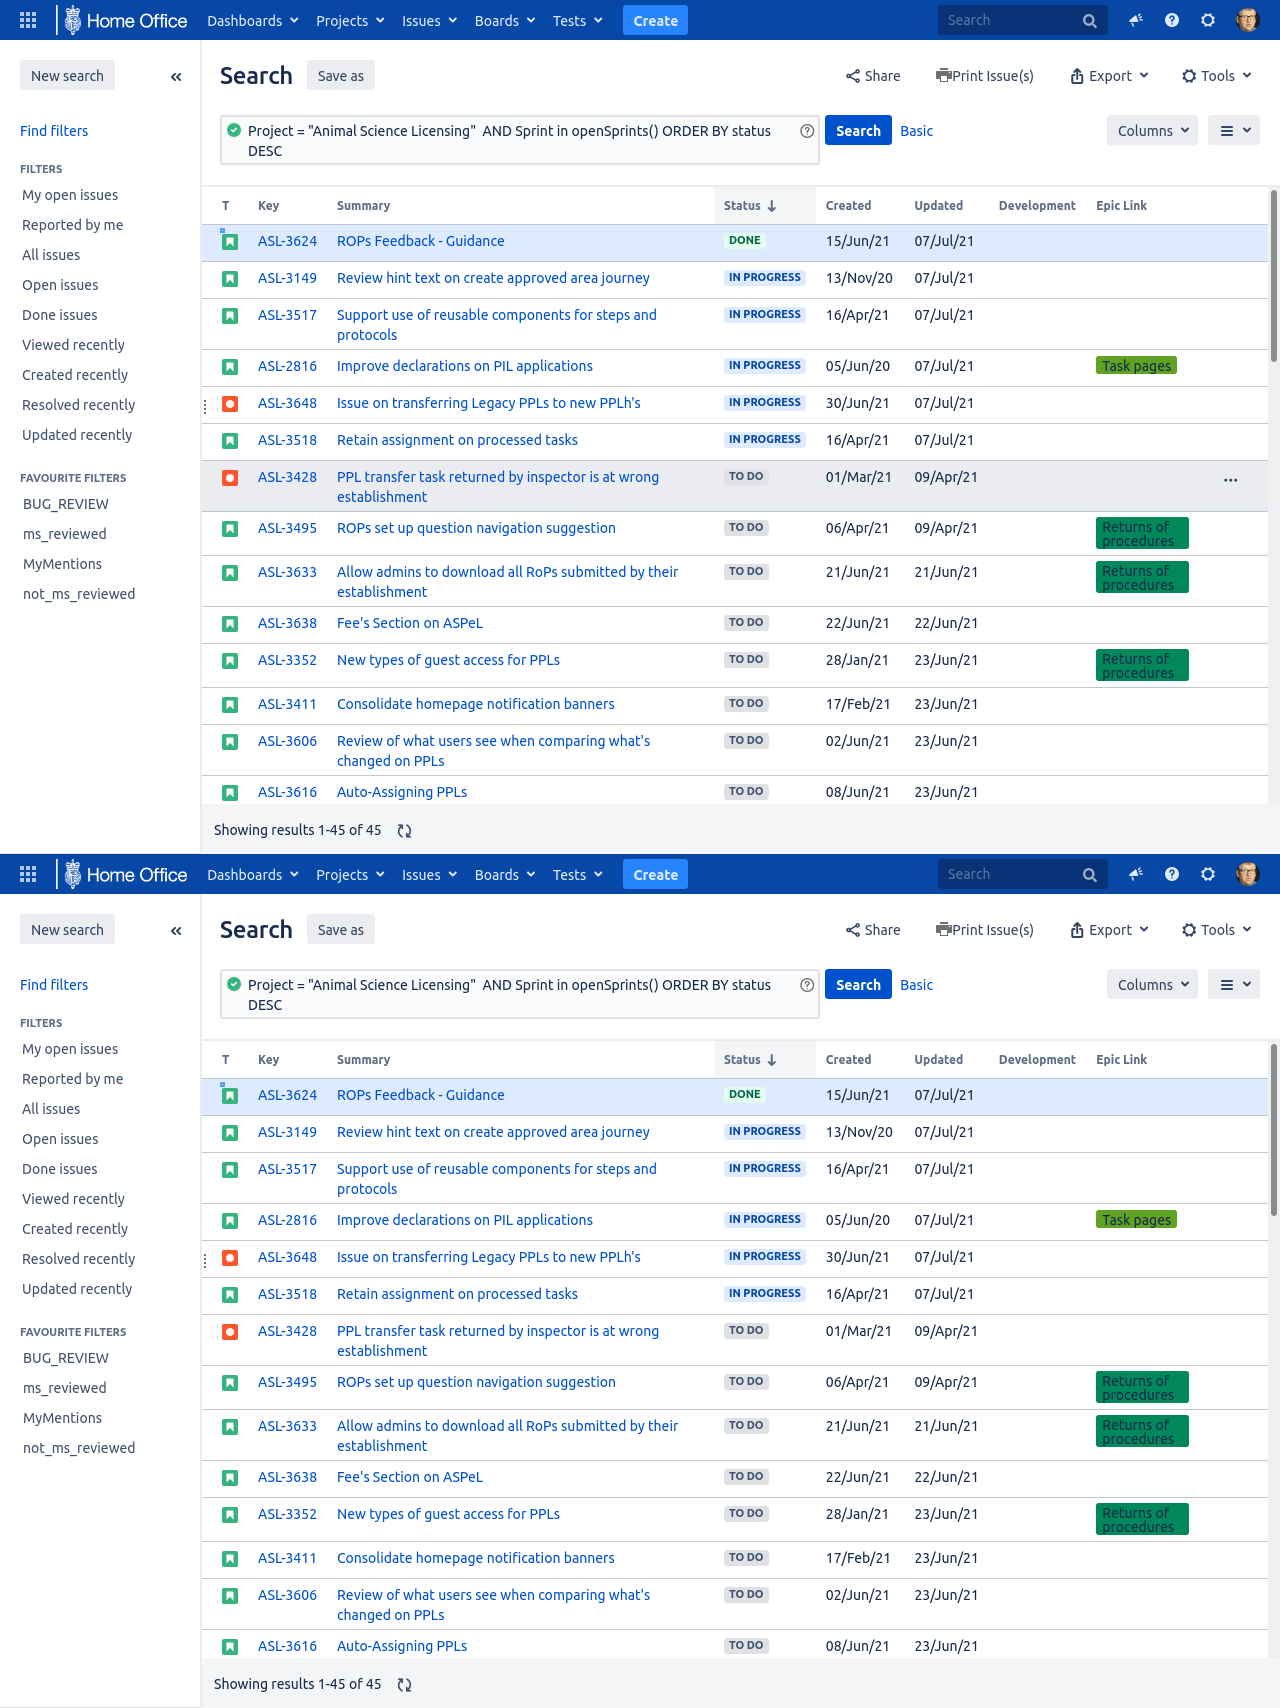 Home Office Dashboards Projects Issues Boards Tests Create Search
New search Search Save as Share Print Issue(s) Export Tools
Find filters Project = "Animal Science Licensing"  AND Sprint in openSprints() ORDER BY status Search Basic Columns
DESC
FILTERS
My open issues
Reported by me
All issues
Open issues
Done issues
Viewed recently
Created recently
Resolved recently
Updated recently
FAVOURITE FILTERS
BUG_REVIEW
ms_reviewed
MyMentions
not_ms_reviewed
T Key Summary Status Created Updated Development Epic Link
ASL-3624 ROPs Feedback - Guidance DONE 15/Jun/21 07/Jul/21
ASL-3149 Review hint text on create approved area journey IN PROGRESS 13/Nov/20 07/Jul/21
ASL-3517 Support use of reusable components for steps and IN PROGRESS 16/Apr/21 07/Jul/21
protocols
ASL-2816 Improve declarations on PIL applications IN PROGRESS 05/Jun/20 07/Jul/21 Task pages
ASL-3648 Issue on transferring Legacy PPLs to new PPLh's IN PROGRESS 30/Jun/21 07/Jul/21
ASL-3518 Retain assignment on processed tasks IN PROGRESS 16/Apr/21 07/Jul/21
ASL-3428 PPL transfer task returned by inspector is at wrong TO DO 01/Mar/21 09/Apr/21
establishment
ASL-3495 ROPs set up question navigation suggestion TO DO 06/Apr/21 09/Apr/21 Returns of
procedures
ASL-3633 Allow admins to download all RoPs submitted by their TO DO 21/Jun/21 21/Jun/21 Returns of
establishment procedures
ASL-3638 Fee's Section on ASPeL TO DO 22/Jun/21 22/Jun/21
ASL-3352 New types of guest access for PPLs TO DO 28/Jan/21 23/Jun/21 Returns of
procedures
ASL-3411 Consolidate homepage notification banners TO DO 17/Feb/21 23/Jun/21
ASL-3606 Review of what users see when comparing what's TO DO 02/Jun/21 23/Jun/21
changed on PPLs
ASL-3616 Auto-Assigning PPLs TO DO 08/Jun/21 23/Jun/21
Showing results 1-45 of 45
Home Office Dashboards Projects Issues Boards Tests Create Search
New search Search Save as Share Print Issue(s) Export Tools
Find filters Project = "Animal Science Licensing"  AND Sprint in openSprints() ORDER BY status Search Basic Columns
DESC
FILTERS
My open issues
Reported by me
All issues
Open issues
Done issues
Viewed recently
Created recently
Resolved recently
Updated recently
FAVOURITE FILTERS
BUG_REVIEW
ms_reviewed
MyMentions
not_ms_reviewed
T Key Summary Status Created Updated Development Epic Link
ASL-3624 ROPs Feedback - Guidance DONE 15/Jun/21 07/Jul/21
ASL-3149 Review hint text on create approved area journey IN PROGRESS 13/Nov/20 07/Jul/21
ASL-3517 Support use of reusable components for steps and IN PROGRESS 16/Apr/21 07/Jul/21
protocols
ASL-2816 Improve declarations on PIL applications IN PROGRESS 05/Jun/20 07/Jul/21 Task pages
ASL-3648 Issue on transferring Legacy PPLs to new PPLh's IN PROGRESS 30/Jun/21 07/Jul/21
ASL-3518 Retain assignment on processed tasks IN PROGRESS 16/Apr/21 07/Jul/21
ASL-3428 PPL transfer task returned by inspector is at wrong TO DO 01/Mar/21 09/Apr/21
establishment
ASL-3495 ROPs set up question navigation suggestion TO DO 06/Apr/21 09/Apr/21 Returns of
procedures
ASL-3633 Allow admins to download all RoPs submitted by their TO DO 21/Jun/21 21/Jun/21 Returns of
establishment procedures
ASL-3638 Fee's Section on ASPeL TO DO 22/Jun/21 22/Jun/21
ASL-3352 New types of guest access for PPLs TO DO 28/Jan/21 23/Jun/21 Returns of
procedures
ASL-3411 Consolidate homepage notification banners TO DO 17/Feb/21 23/Jun/21
ASL-3606 Review of what users see when comparing what's TO DO 02/Jun/21 23/Jun/21
changed on PPLs
ASL-3616 Auto-Assigning PPLs TO DO 08/Jun/21 23/Jun/21
Showing results 1-45 of 45